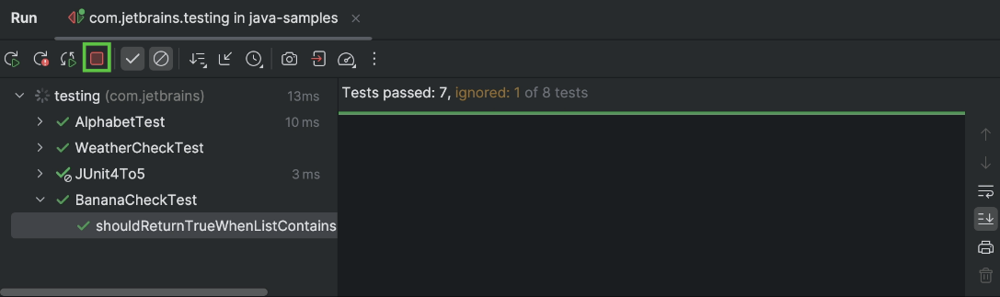 Run com.jetbrains.testing in java-samples
testing (com.jetbrains) 13ms
Tests passed: 7, ignored: 1 of 8 tests
AlphabetTest 10 ms
WeatherCheckTest
JUnit4To5 3 ms
BananaCheckTest
shouldReturnTrueWhenListContains